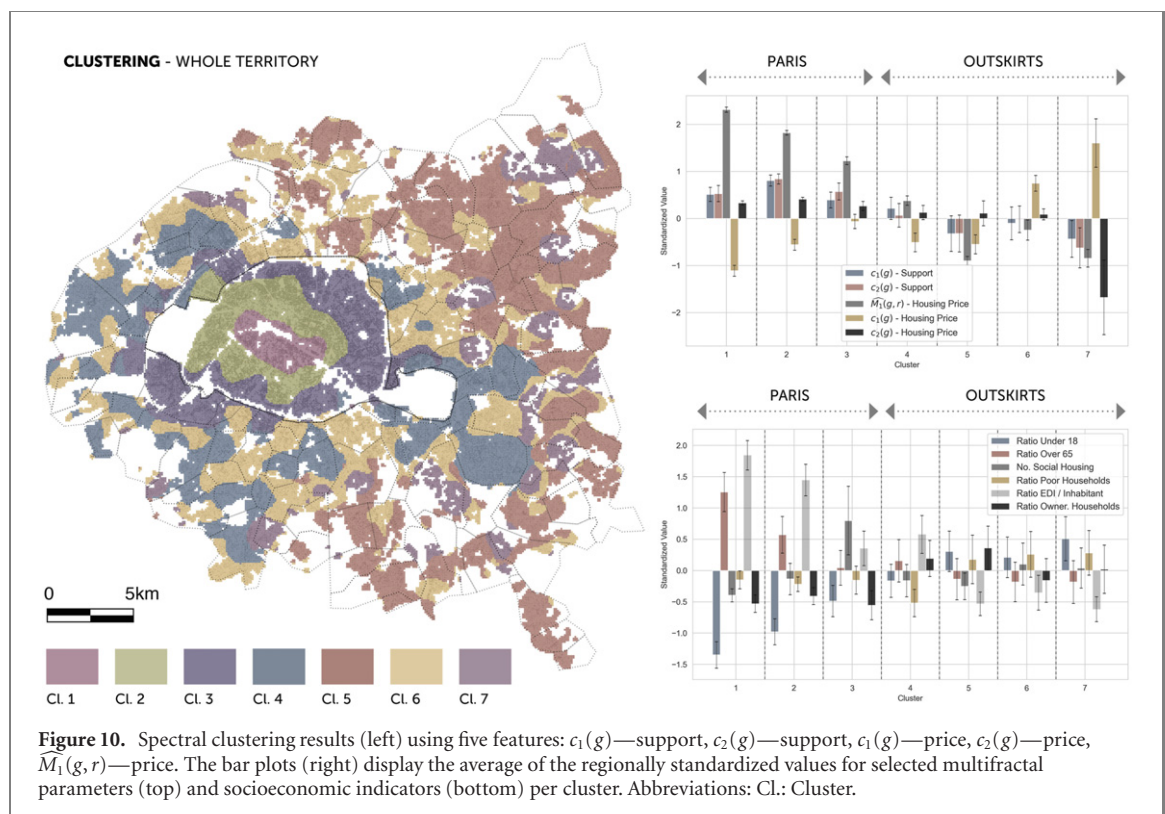 CLUSTERING - WHOLE TERRITORY
0 5km
Cl. 1 Cl. 2 Cl. 3 Cl. 4 Cl. 5 Cl. 6 Cl. 7
PARIS OUTSKIRTS
Standardized Value
2
1
0
−1
−2
c₁(g) - Support
c₂(g) - Support
M̂₁(g, r) - Housing Price
c₁(g) - Housing Price
c₂(g) - Housing Price
1 2 3 4 5 6 7
Cluster
PARIS OUTSKIRTS
Standardized Value
2.0
1.5
1.0
0.5
0.0
−0.5
−1.0
−1.5
Ratio Under 18
Ratio Over 65
No. Social Housing
Ratio Poor Households
Ratio EDI / Inhabitant
Ratio Owner. Households
1 2 3 4 5 6 7
Cluster
Figure 10. Spectral clustering results (left) using five features: c₁(g)—support, c₂(g)—support, c₁(g)—price, c₂(g)—price,
M̂₁(g, r)—price. The bar plots (right) display the average of the regionally standardized values for selected multifractal
parameters (top) and socioeconomic indicators (bottom) per cluster. Abbreviations: Cl.: Cluster.